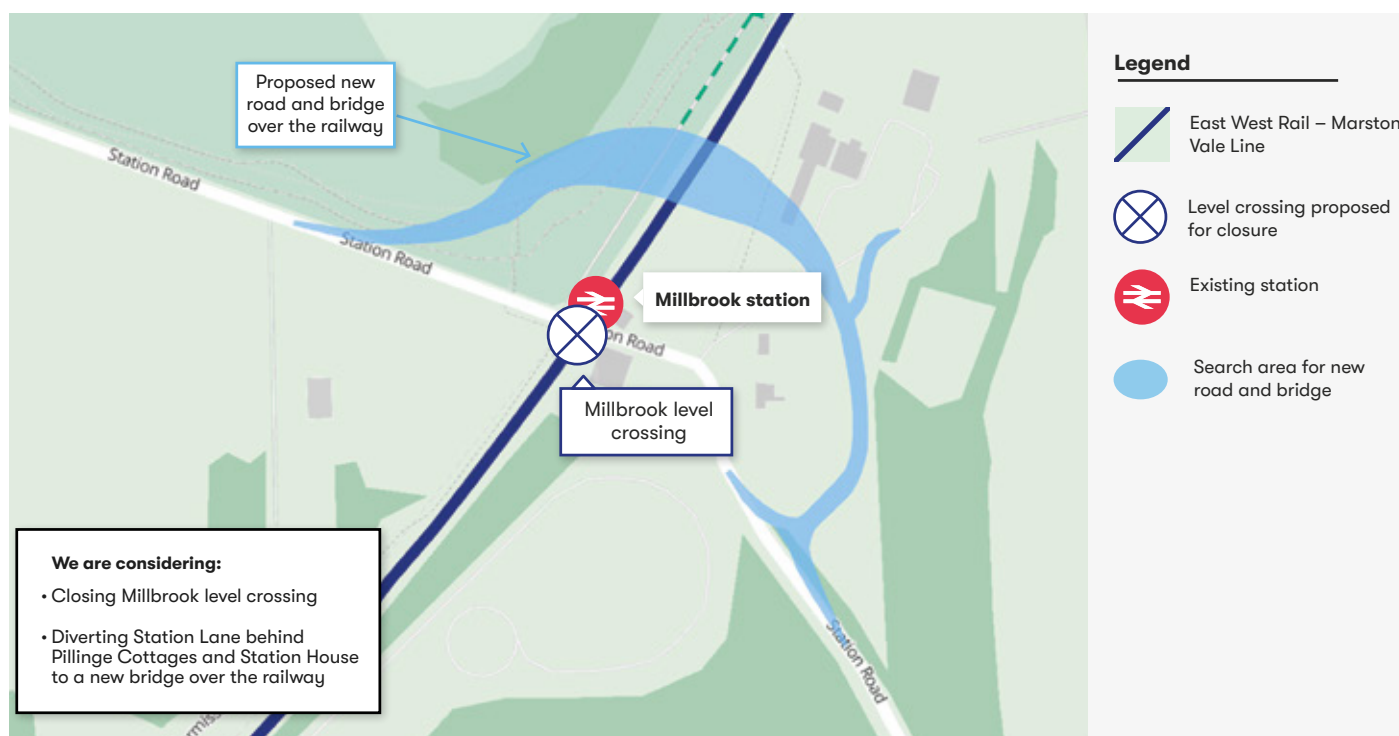 Proposed new
road and bridge
over the railway
Station Road
Station Road
Millbrook station
on Road
Millbrook level
crossing
Station Road
We are considering:
• Closing Millbrook level crossing
• Diverting Station Lane behind
Pillinge Cottages and Station House
to a new bridge over the railway
Legend
East West Rail – Marston
Vale Line
Level crossing proposed
for closure
Existing station
Search area for new
road and bridge